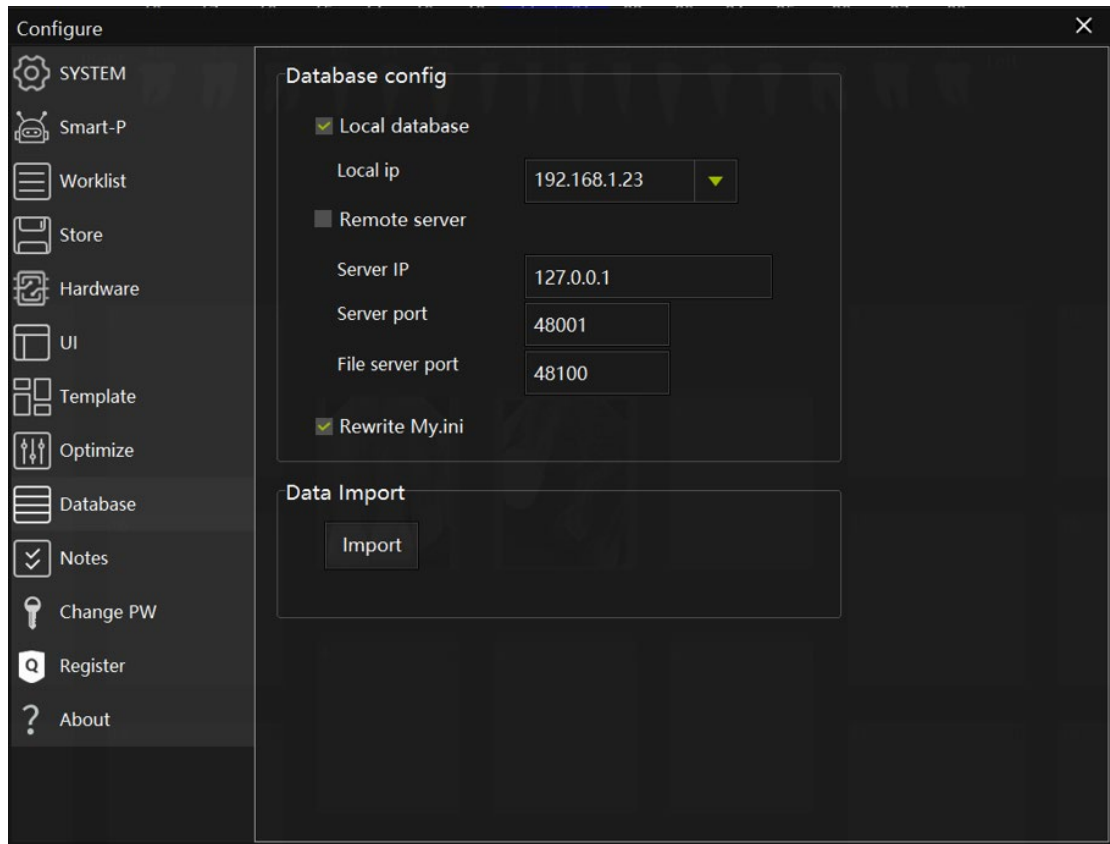 Configure
SYSTEM
Smart-P
Worklist
Store
Hardware
UI
Template
Optimize
Database
Notes
Change PW
Q
Register
About
Database config
Local database
Local ip
192.168.1.23
Remote server
Server IP
127.0.0.1
Server port
48001
File server port
48100
Rewrite My.ini
Data Import
Import